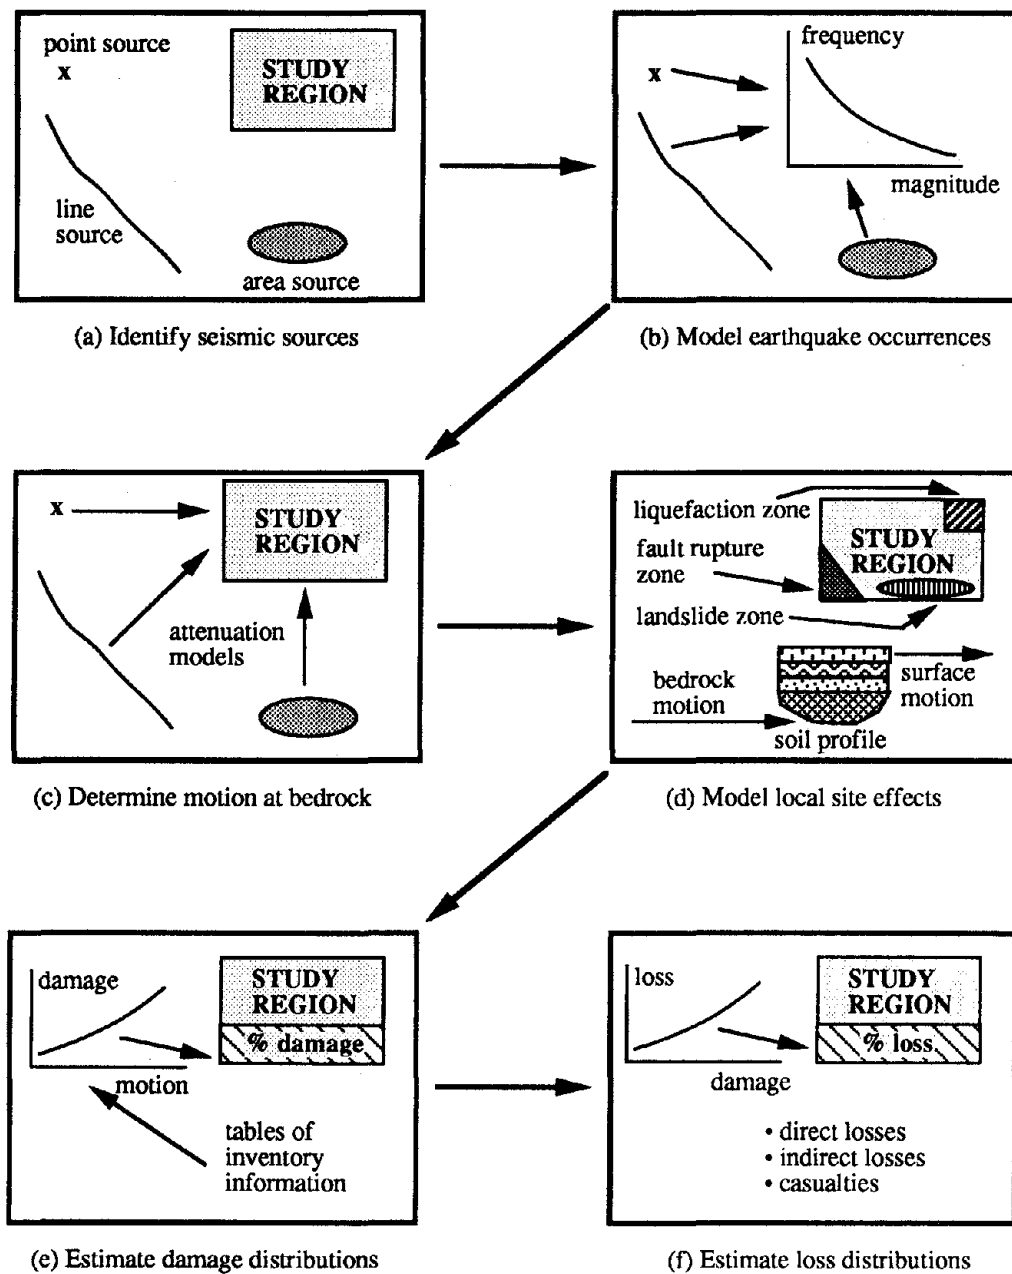 point source
x
STUDY
REGION
line
source
area source
(a) Identify seismic sources
frequency
x
magnitude
(b) Model earthquake occurrences
x
STUDY
REGION
attenuation
models
(c) Determine motion at bedrock
liquefaction zone
fault rupture
zone
STUDY
REGION
landslide zone
bedrock
motion
surface
motion
soil profile
(d) Model local site effects
damage
motion
STUDY
REGION
% damage
tables of
inventory
information
(e) Estimate damage distributions
loss
damage
STUDY
REGION
% loss
• direct losses
• indirect losses
• casualties
(f) Estimate loss distributions